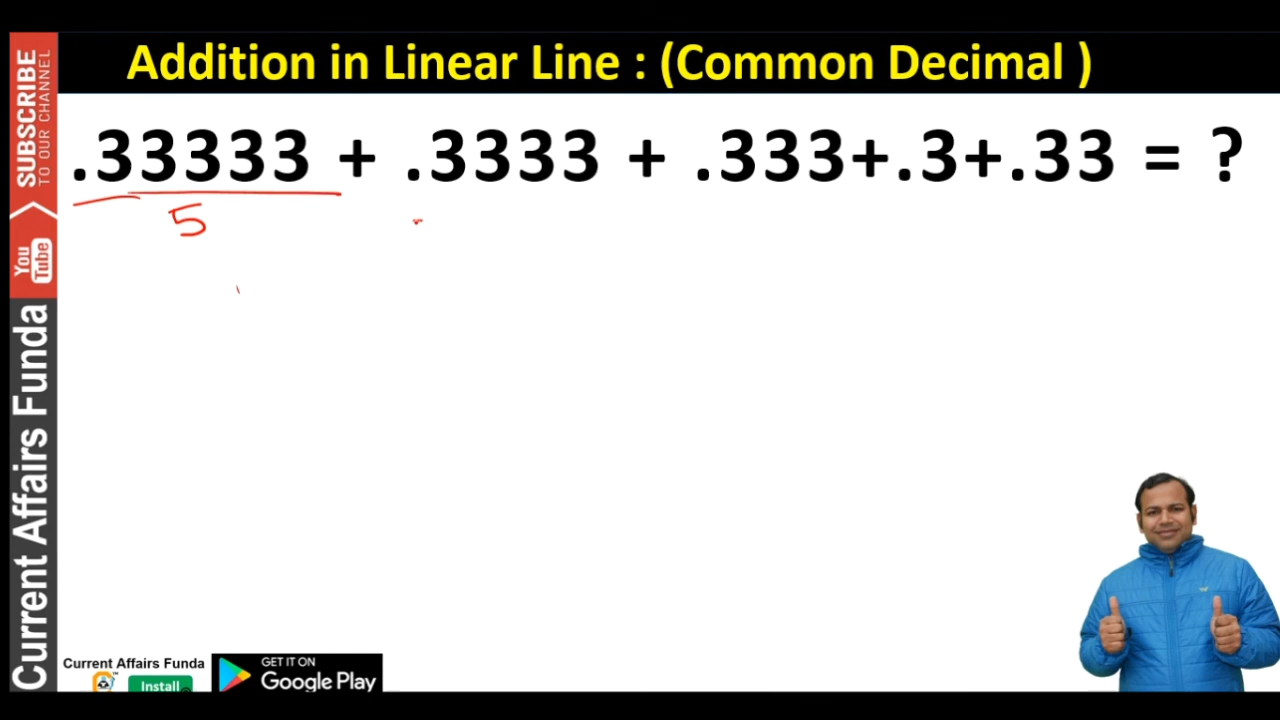 Addition in Linear Line : (Common Decimal )
.33333 + .3333 + .333+.3+.33 = ?
5
SUBSCRIBE
TO OUR CHANNEL
You
Tube
Current Affairs Funda
Current Affairs Funda
Install
GET IT ON
Google Play